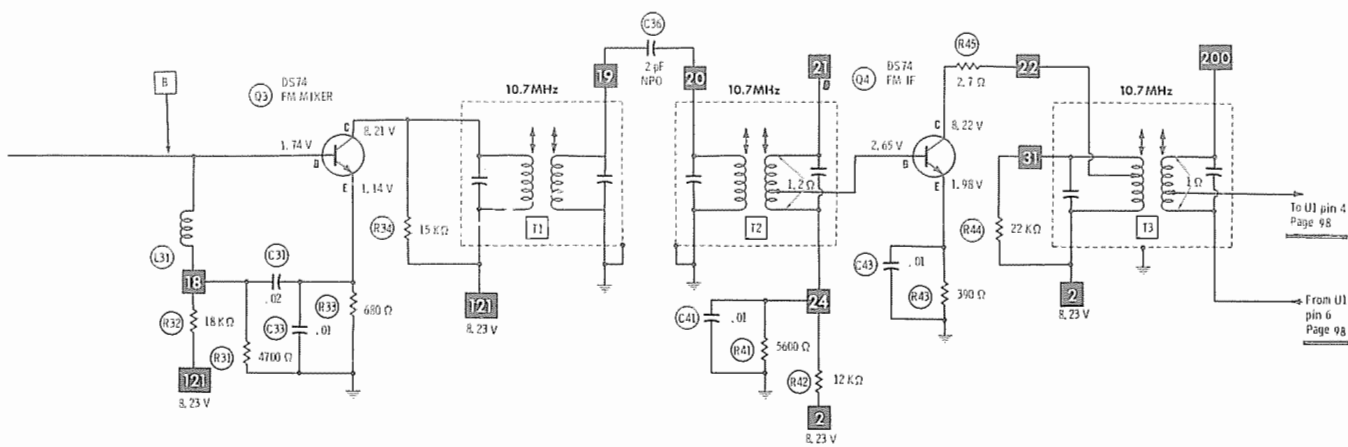 B
Q3
DS74
FM MIXER
1.74 V
B
C
8.21 V
E
1.14 V
L31
18
C31
.02
R32
18 KΩ
R31
4700 Ω
C33
.01
R33
680 Ω
121
8.23 V
R34
15 KΩ
10.7MHz
T1
121
8.23 V
19
C36
2 pF
NPO
20
10.7MHz
21
1.2 Ω
T2
24
C41
.01
R41
5600 Ω
R42
12 KΩ
2
8.23 V
Q4
DS74
FM IF
2.65 V
B
C
8.22 V
E
1.98 V
C43
.01
R43
390 Ω
R45
2.7 Ω
22
31
R44
22 KΩ
2
8.23 V
10.7MHz
200
1 Ω
T3
To U1 pin 4
Page 98
From U1
pin 6
Page 98